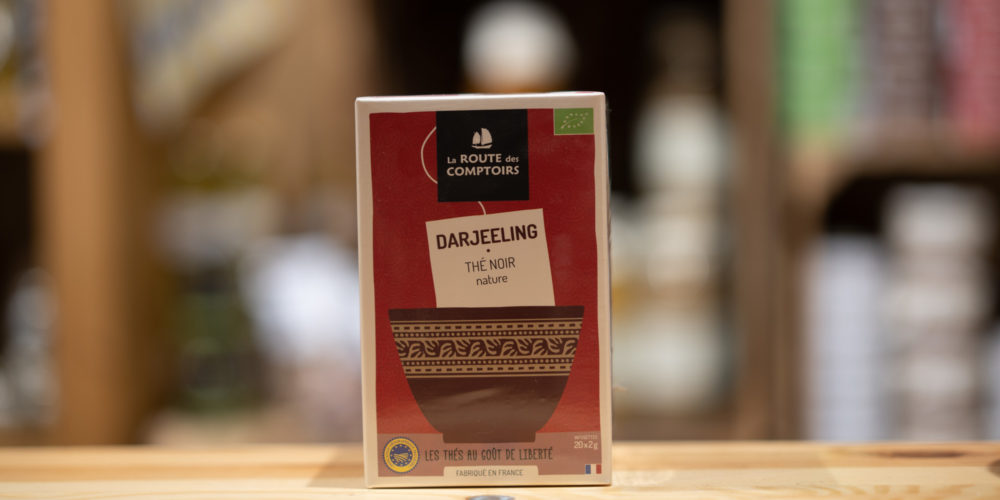 La ROUTE des
COMPTOIRS
DARJEELING
•
THÉ NOIR
nature
LES THÉS AU GOÛT DE LIBERTÉ
INFUSETTES
20 x 2g
FABRIQUÉ EN FRANCE